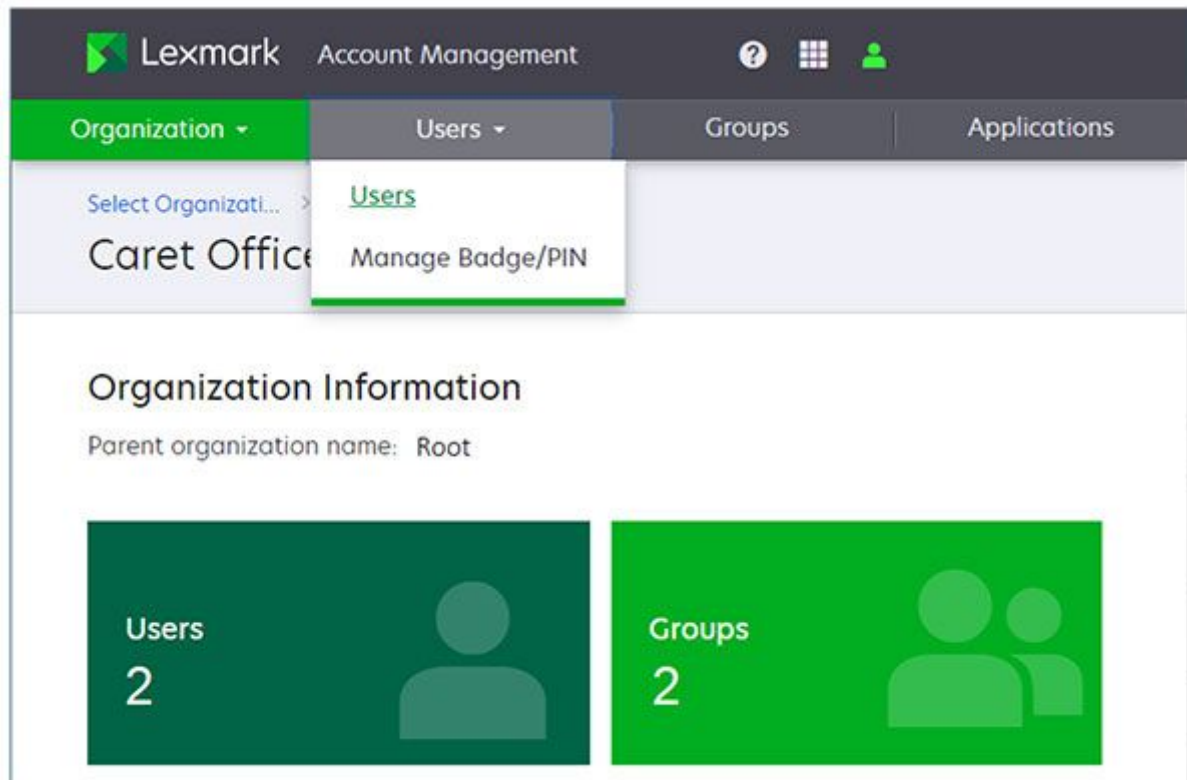 Lexmark Account Management
Organization Users Groups Applications
Select Organizati... >
Users
Caret Office
Manage Badge/PIN
Organization Information
Parent organization name: Root
Users
2
Groups
2